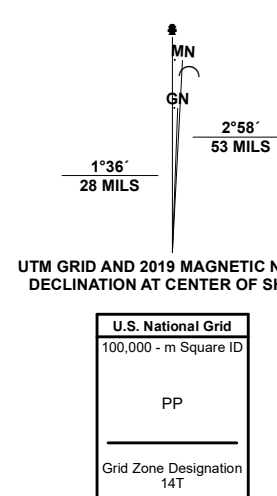 MN
GN
2°58´
53 MILS
1°36´
28 MILS
UTM GRID AND 2019 MAGNETIC
DECLINATION AT CENTER OF
U.S. National Grid
100,000 - m Square ID
PP
Grid Zone Designation
14T